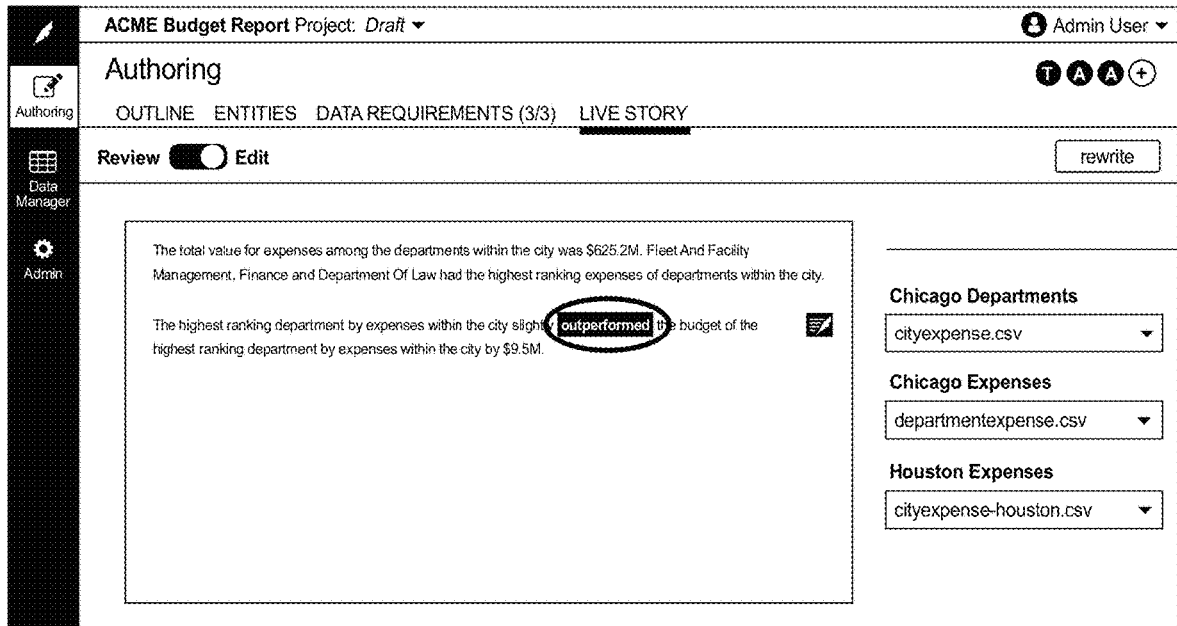 ACME Budget Report Project: Draft
Admin User
Authoring
T A A +
Authoring
OUTLINE ENTITIES DATA REQUIREMENTS (3/3) LIVE STORY
Review Edit
rewrite
Data
Manager
Admin
The total value for expenses among the departments within the city was $625.2M. Fleet And Facility
Management, Finance and Department Of Law had the highest ranking expenses of departments within the city.
The highest ranking department by expenses within the city slightly outperformed the budget of the
highest ranking department by expenses within the city by $9.5M.
Chicago Departments
cityexpense.csv
Chicago Expenses
departmentexpense.csv
Houston Expenses
cityexpense-houston.csv